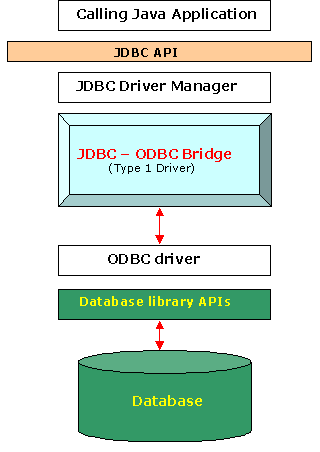 Calling Java Application
JDBC API
JDBC Driver Manager
JDBC – ODBC Bridge
(Type 1 Driver)
ODBC driver
Database library APIs
Database